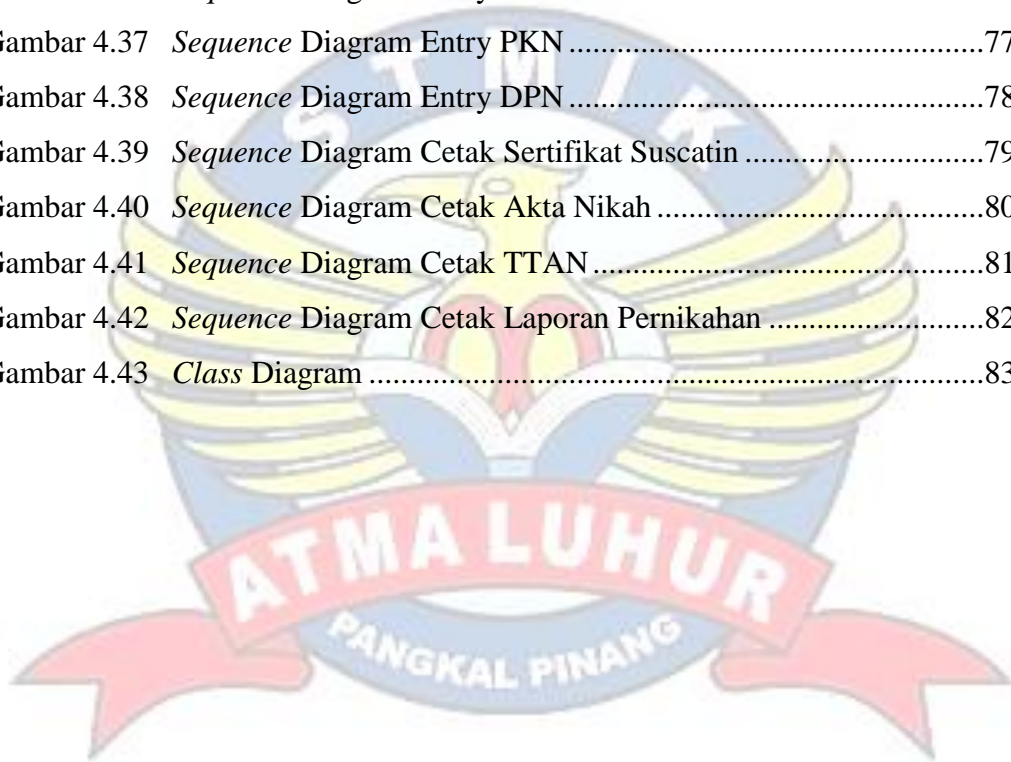 Gambar 4.37 Sequence Diagram Entry PKN ........................................................77
Gambar 4.38 Sequence Diagram Entry DPN ........................................................78
Gambar 4.39 Sequence Diagram Cetak Sertifikat Suscatin ................................79
Gambar 4.40 Sequence Diagram Cetak Akta Nikah ............................................80
Gambar 4.41 Sequence Diagram Cetak TTAN .....................................................81
Gambar 4.42 Sequence Diagram Cetak Laporan Pernikahan .............................82
Gambar 4.43 Class Diagram ..................................................................................83
STMIK
ATMA LUHUR
PANGKAL PINANG